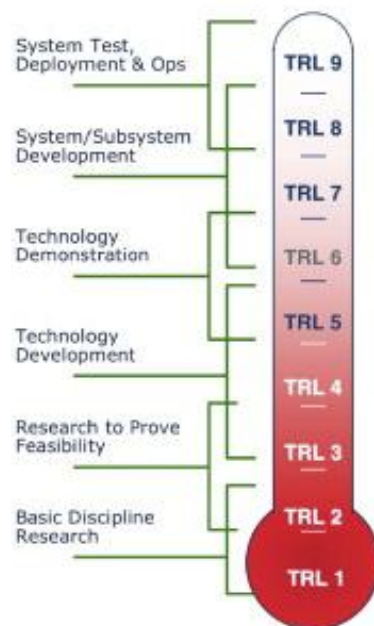 System Test,
Deployment & Ops
System/Subsystem
Development
Technology
Demonstration
Technology
Development
Research to Prove
Feasibility
Basic Discipline
Research
TRL 9
TRL 8
TRL 7
TRL 6
TRL 5
TRL 4
TRL 3
TRL 2
TRL 1